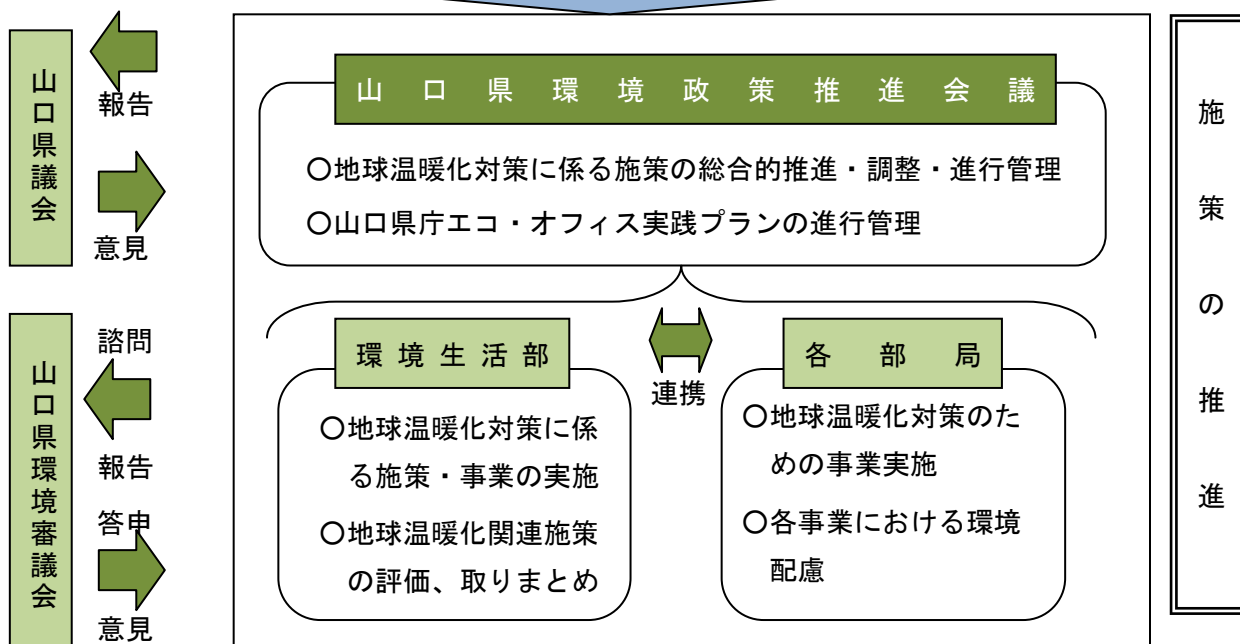 山口県議会
報告
意見
山口県環境審議会
諮問
報告
答申
意見
山口県環境政策推進会議
○地球温暖化対策に係る施策の総合的推進・調整・進行管理
○山口県庁エコ・オフィス実践プランの進行管理
環境生活部
○地球温暖化対策に係
る施策・事業の実施
○地球温暖化関連施策
の評価、取りまとめ
連携
各部局
○地球温暖化対策のた
めの事業実施
○各事業における環境
配慮
施策の推進